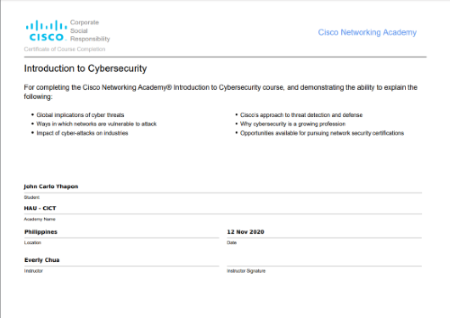 Corporate
Social
Responsibility
CISCO
Cisco Networking Academy
Certificate of Course Completion
Introduction to Cybersecurity
For completing the Cisco Networking Academy® Introduction to Cybersecurity course, and demonstrating the ability to explain the
following:
• Global implications of cyber threats
• Ways in which networks are vulnerable to attack
• Impact of cyber-attacks on industries
• Cisco's approach to threat detection and defense
• Why cybersecurity is a growing profession
• Opportunities available for pursuing network security certifications
John Carlo Thapon
Student
HAU - CICT
Academy Name
Philippines
Location
12 Nov 2020
Date
Everly Chua
Instructor
Instructor Signature